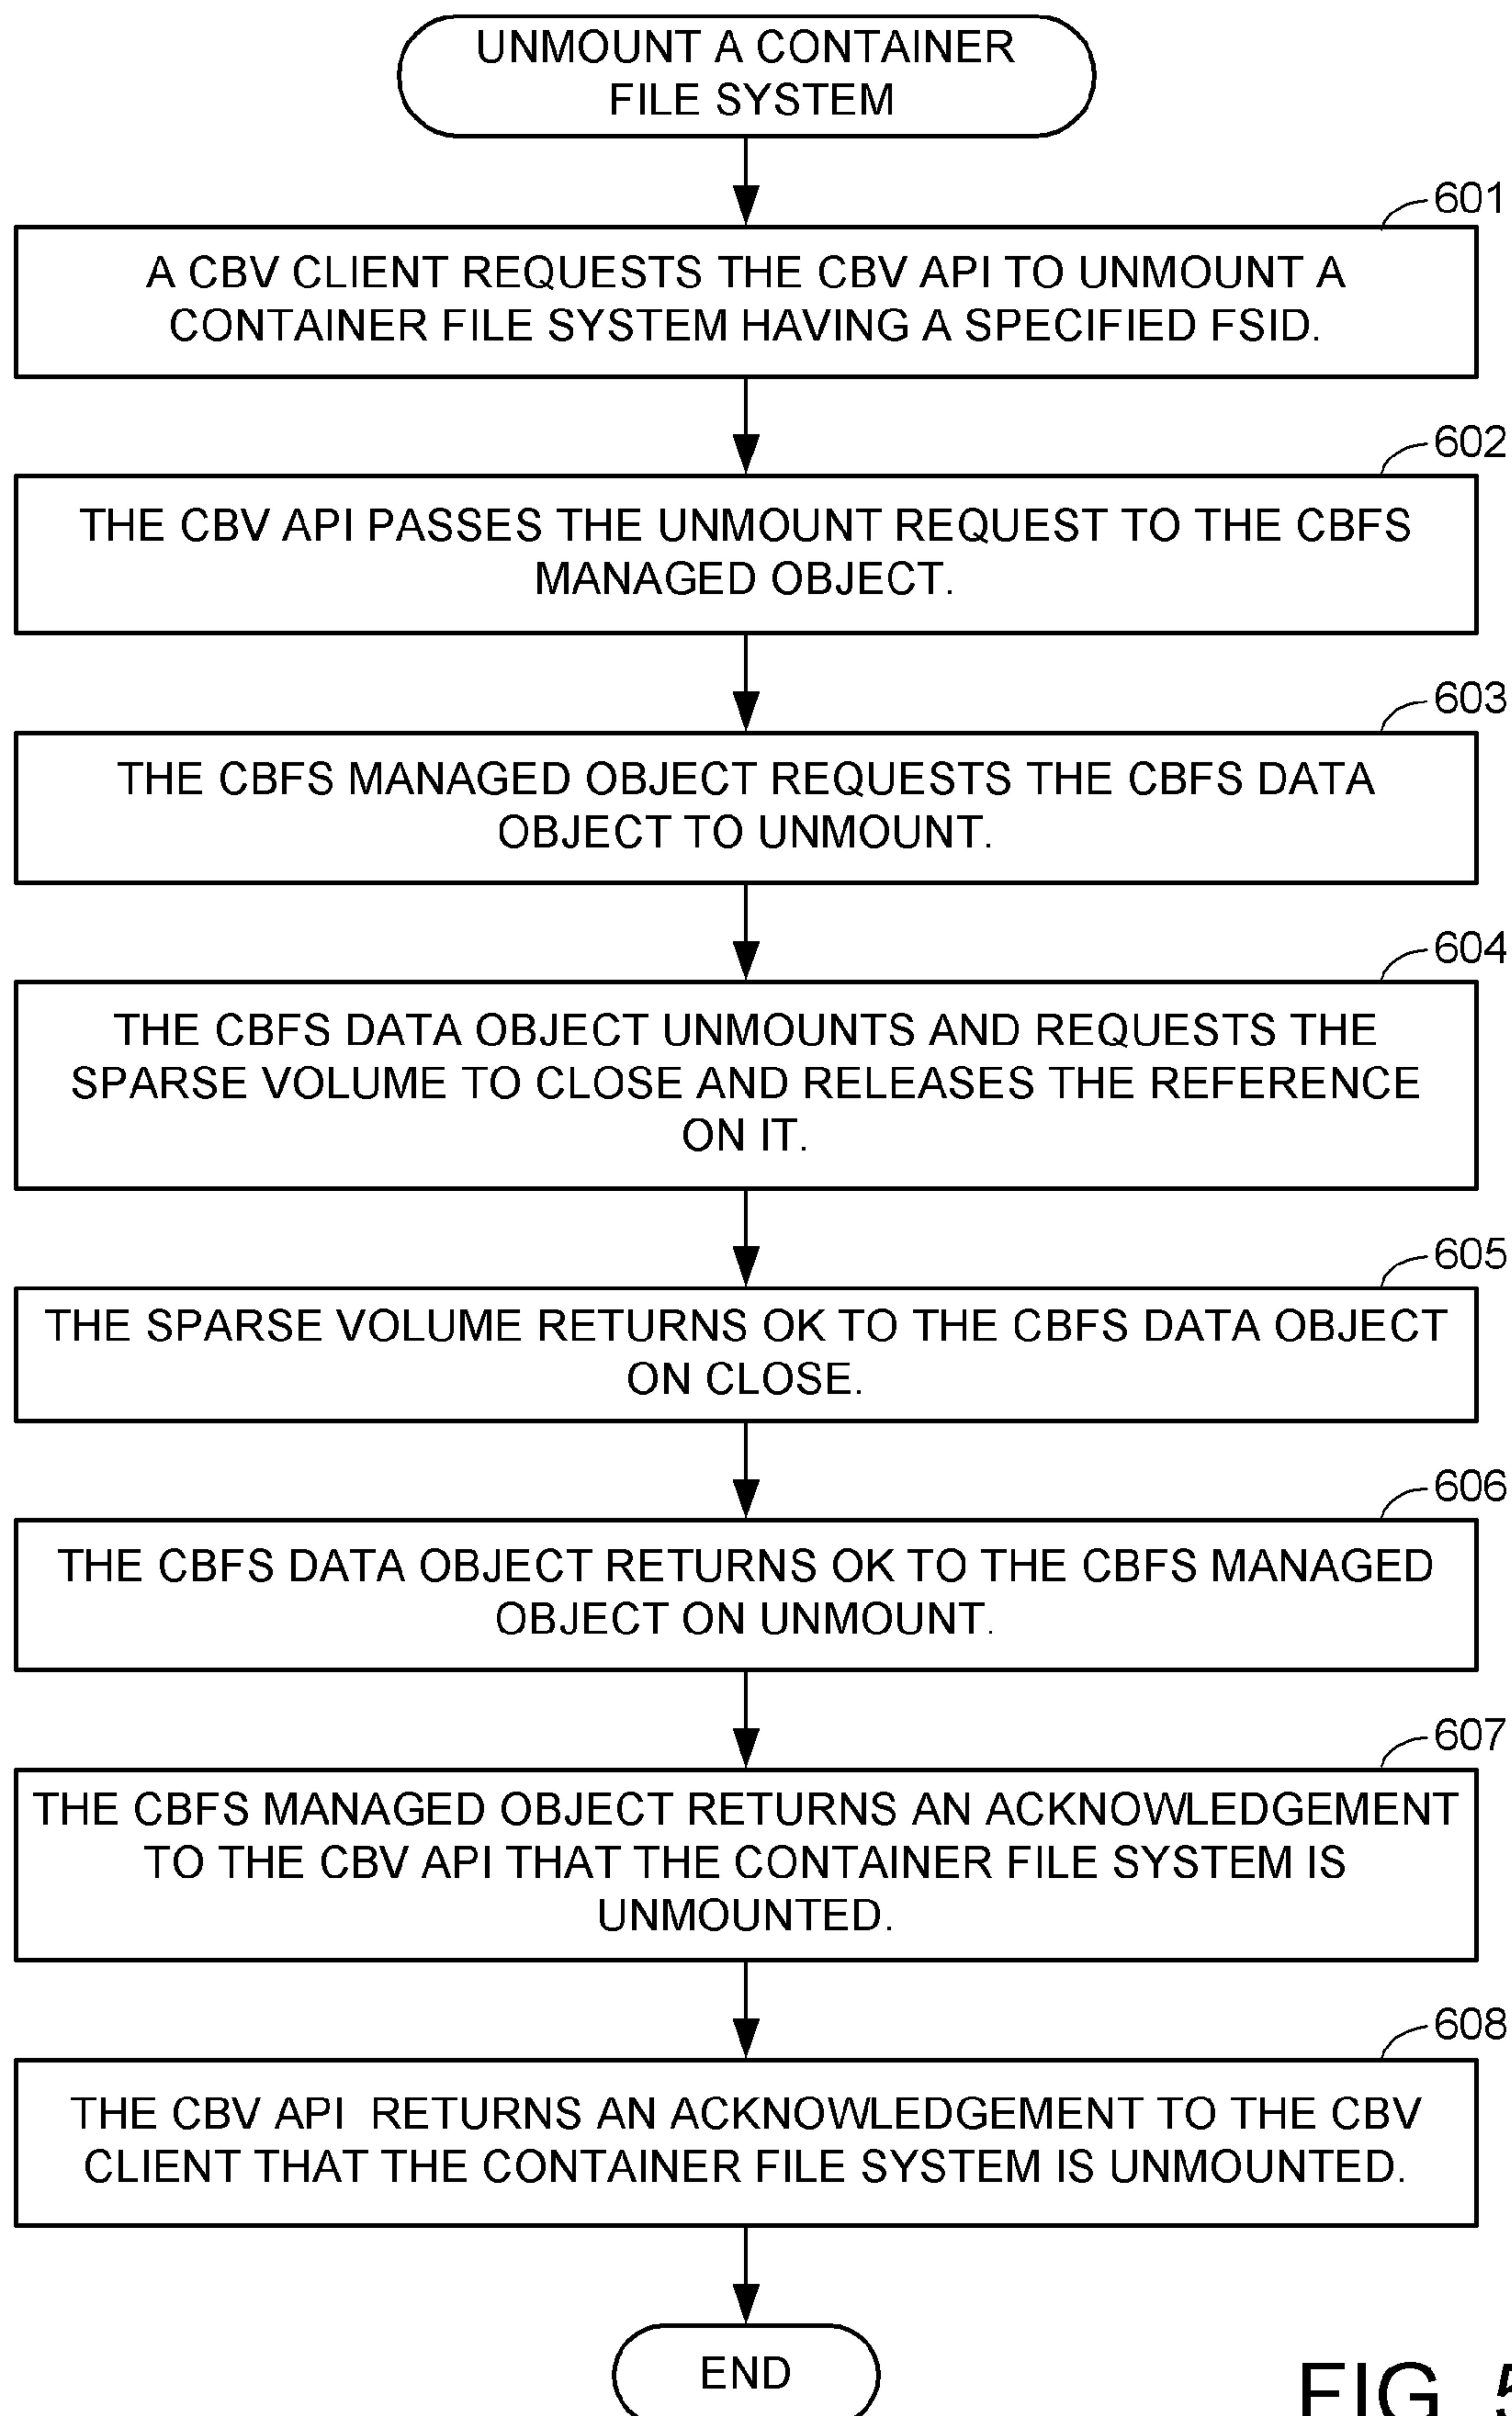 UNMOUNT A CONTAINER
FILE SYSTEM
601
A CBV CLIENT REQUESTS THE CBV API TO UNMOUNT A
CONTAINER FILE SYSTEM HAVING A SPECIFIED FSID.
602
THE CBV API PASSES THE UNMOUNT REQUEST TO THE CBFS
MANAGED OBJECT.
603
THE CBFS MANAGED OBJECT REQUESTS THE CBFS DATA
OBJECT TO UNMOUNT.
604
THE CBFS DATA OBJECT UNMOUNTS AND REQUESTS THE
SPARSE VOLUME TO CLOSE AND RELEASES THE REFERENCE
ON IT.
605
THE SPARSE VOLUME RETURNS OK TO THE CBFS DATA OBJECT
ON CLOSE.
606
THE CBFS DATA OBJECT RETURNS OK TO THE CBFS MANAGED
OBJECT ON UNMOUNT.
607
THE CBFS MANAGED OBJECT RETURNS AN ACKNOWLEDGEMENT
TO THE CBV API THAT THE CONTAINER FILE SYSTEM IS
UNMOUNTED.
608
THE CBV API RETURNS AN ACKNOWLEDGEMENT TO THE CBV
CLIENT THAT THE CONTAINER FILE SYSTEM IS UNMOUNTED.
END
FIG